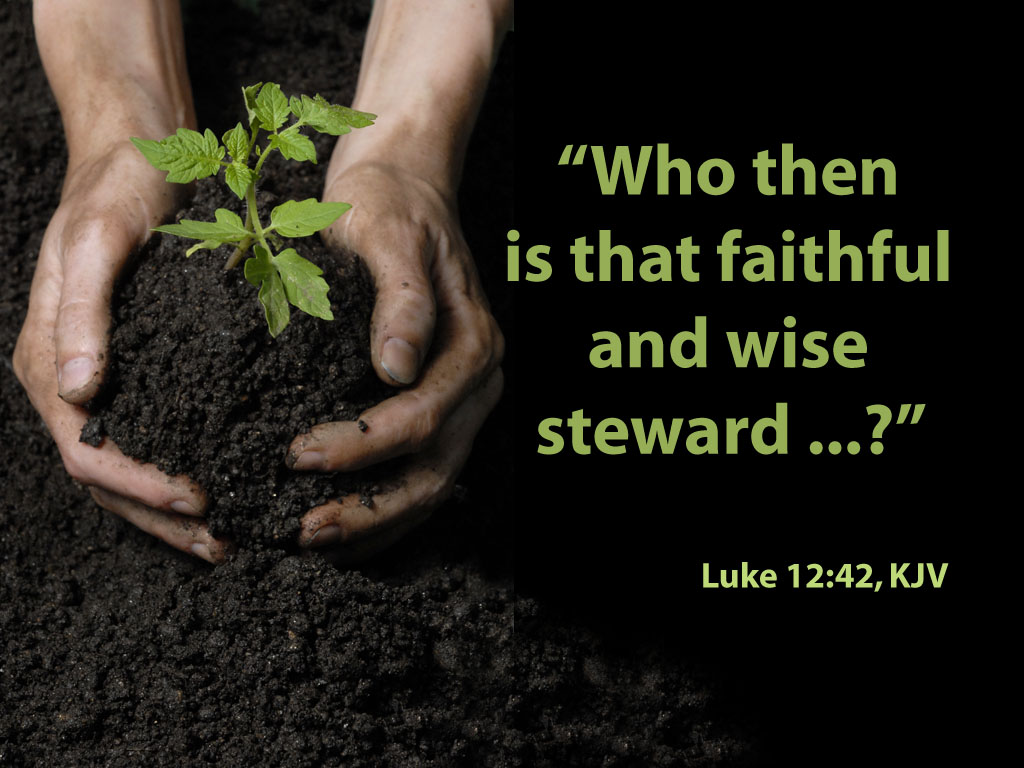 “Who then
is that faithful
and wise
steward ...?”
Luke 12:42, KJV